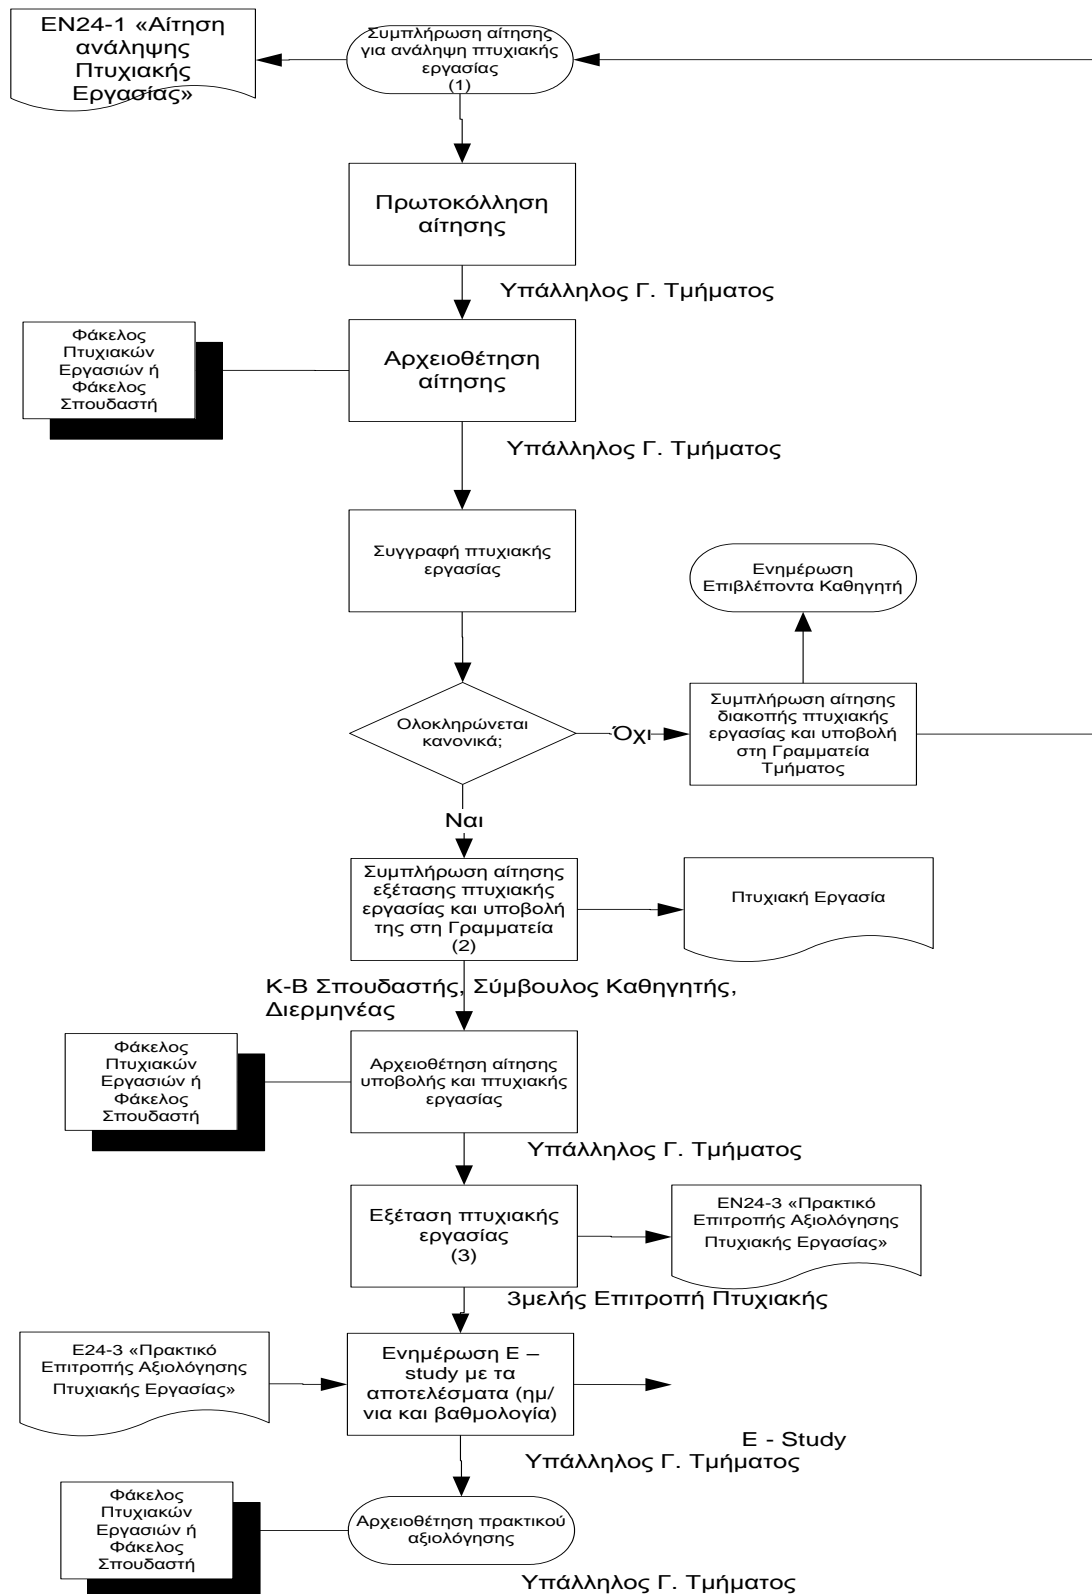 EN24-1 «Αίτηση
ανάληψης
Πτυχιακής
Εργασίας»
Συμπλήρωση αίτησης
για ανάληψη πτυχιακής
εργασίας
(1)
Πρωτοκόλληση
αίτησης
Υπάλληλος Γ. Τμήματος
Φάκελος
Πτυχιακών
Εργασιών ή
Φάκελος
Σπουδαστή
Αρχειοθέτηση
αίτησης
Υπάλληλος Γ. Τμήματος
Συγγραφή πτυχιακής
εργασίας
Ενημέρωση
Επιβλέποντα Καθηγητή
Ολοκληρώνεται
κανονικά;
Όχι
Συμπλήρωση αίτησης
διακοπής πτυχιακής
εργασίας και υποβολή
στη Γραμματεία
Τμήματος
Ναι
Συμπλήρωση αίτησης
εξέτασης πτυχιακής
εργασίας και υποβολή
της στη Γραμματεία
(2)
Πτυχιακή Εργασία
Κ-Β Σπουδαστής, Σύμβουλος Καθηγητής,
Διερμηνέας
Φάκελος
Πτυχιακών
Εργασιών ή
Φάκελος
Σπουδαστή
Αρχειοθέτηση αίτησης
υποβολής και πτυχιακής
εργασίας
Υπάλληλος Γ. Τμήματος
Εξέταση πτυχιακής
εργασίας
(3)
EN24-3 «Πρακτικό
Επιτροπής Αξιολόγησης
Πτυχιακής Εργασίας»
3μελής Επιτροπή Πτυχιακής
E24-3 «Πρακτικό
Επιτροπής Αξιολόγησης
Πτυχιακής Εργασίας»
Ενημέρωση E –
study με τα
αποτελέσματα (ημ/
νια και βαθμολογία)
E - Study
Υπάλληλος Γ. Τμήματος
Φάκελος
Πτυχιακών
Εργασιών ή
Φάκελος
Σπουδαστή
Αρχειοθέτηση πρακτικού
αξιολόγησης
Υπάλληλος Γ. Τμήματος